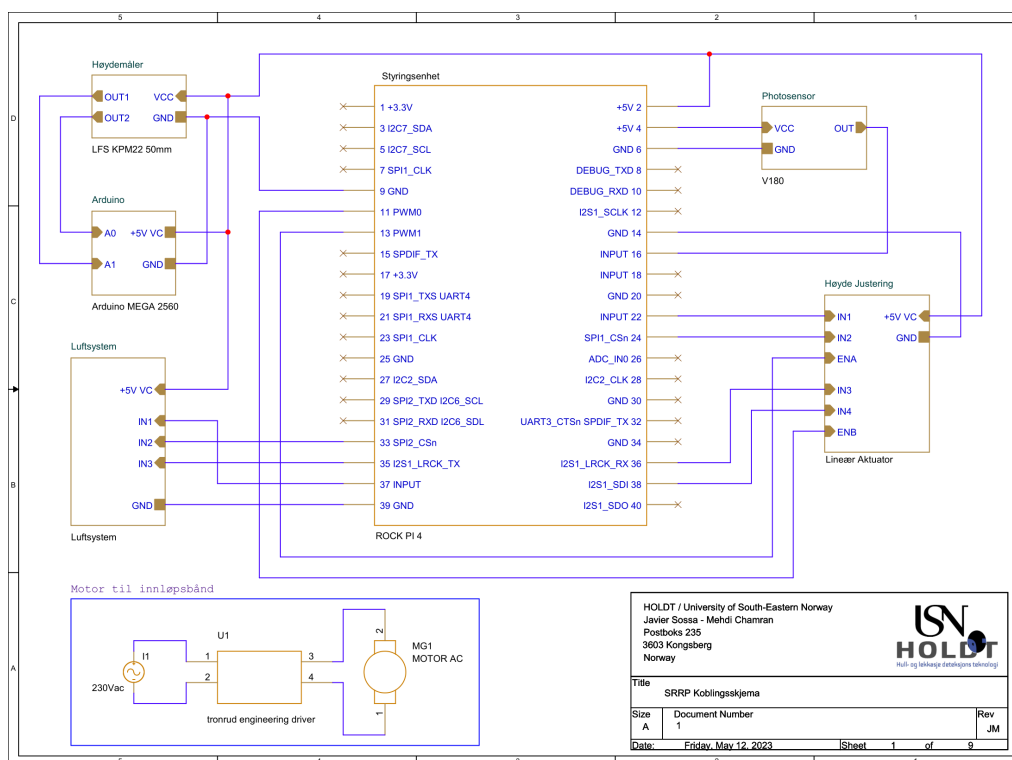 5 4 3 2 1
D
C
B
A
Høydemåler
OUT1 VCC
OUT2 GND
LFS KPM22 50mm
Arduino
A0 +5V VC
A1 GND
Arduino MEGA 2560
Luftsystem
+5V VC
IN1
IN2
IN3
GND
Luftsystem
Styringsenhet
1 +3.3V
3 I2C7_SDA
5 I2C7_SCL
7 SPI1_CLK
9 GND
11 PWM0
13 PWM1
15 SPDIF_TX
17 +3.3V
19 SPI1_TXS UART4
21 SPI1_RXS UART4
23 SPI1_CLK
25 GND
27 I2C2_SDA
29 SPI2_TXD I2C6_SCL
31 SPI2_RXD I2C6_SDL
33 SPI2_CSn
35 I2S1_LRCK_TX
37 INPUT
39 GND
+5V 2
+5V 4
GND 6
DEBUG_TXD 8
DEBUG_RXD 10
I2S1_SCLK 12
GND 14
INPUT 16
INPUT 18
GND 20
INPUT 22
SPI1_CSn 24
ADC_IN0 26
I2C2_CLK 28
GND 30
UART3_CTSn SPDIF_TX 32
GND 34
I2S1_LRCK_RX 36
I2S1_SDI 38
I2S1_SDO 40
ROCK PI 4
Photosensor
VCC OUT
GND
V180
Høyde Justering
IN1 +5V VC
IN2 GND
ENA
IN3
IN4
ENB
Lineær Aktuator
Motor til innløpsbånd
I1
230Vac
U1
1 3
2 4
tronrud engineering driver
2
MG1
MOTOR AC
1
HOLDT / University of South-Eastern Norway
Javier Sossa - Mehdi Chamran
Postboks 235
3603 Kongsberg
Norway
USN
HOLDT
Hull- og lekkasje deteksjons teknologi
Title
SRRP Koblingsskjema
Size Document Number Rev
A 1 JM
Date: Friday, May 12, 2023 Sheet 1 of 9
5 4 3 2 1